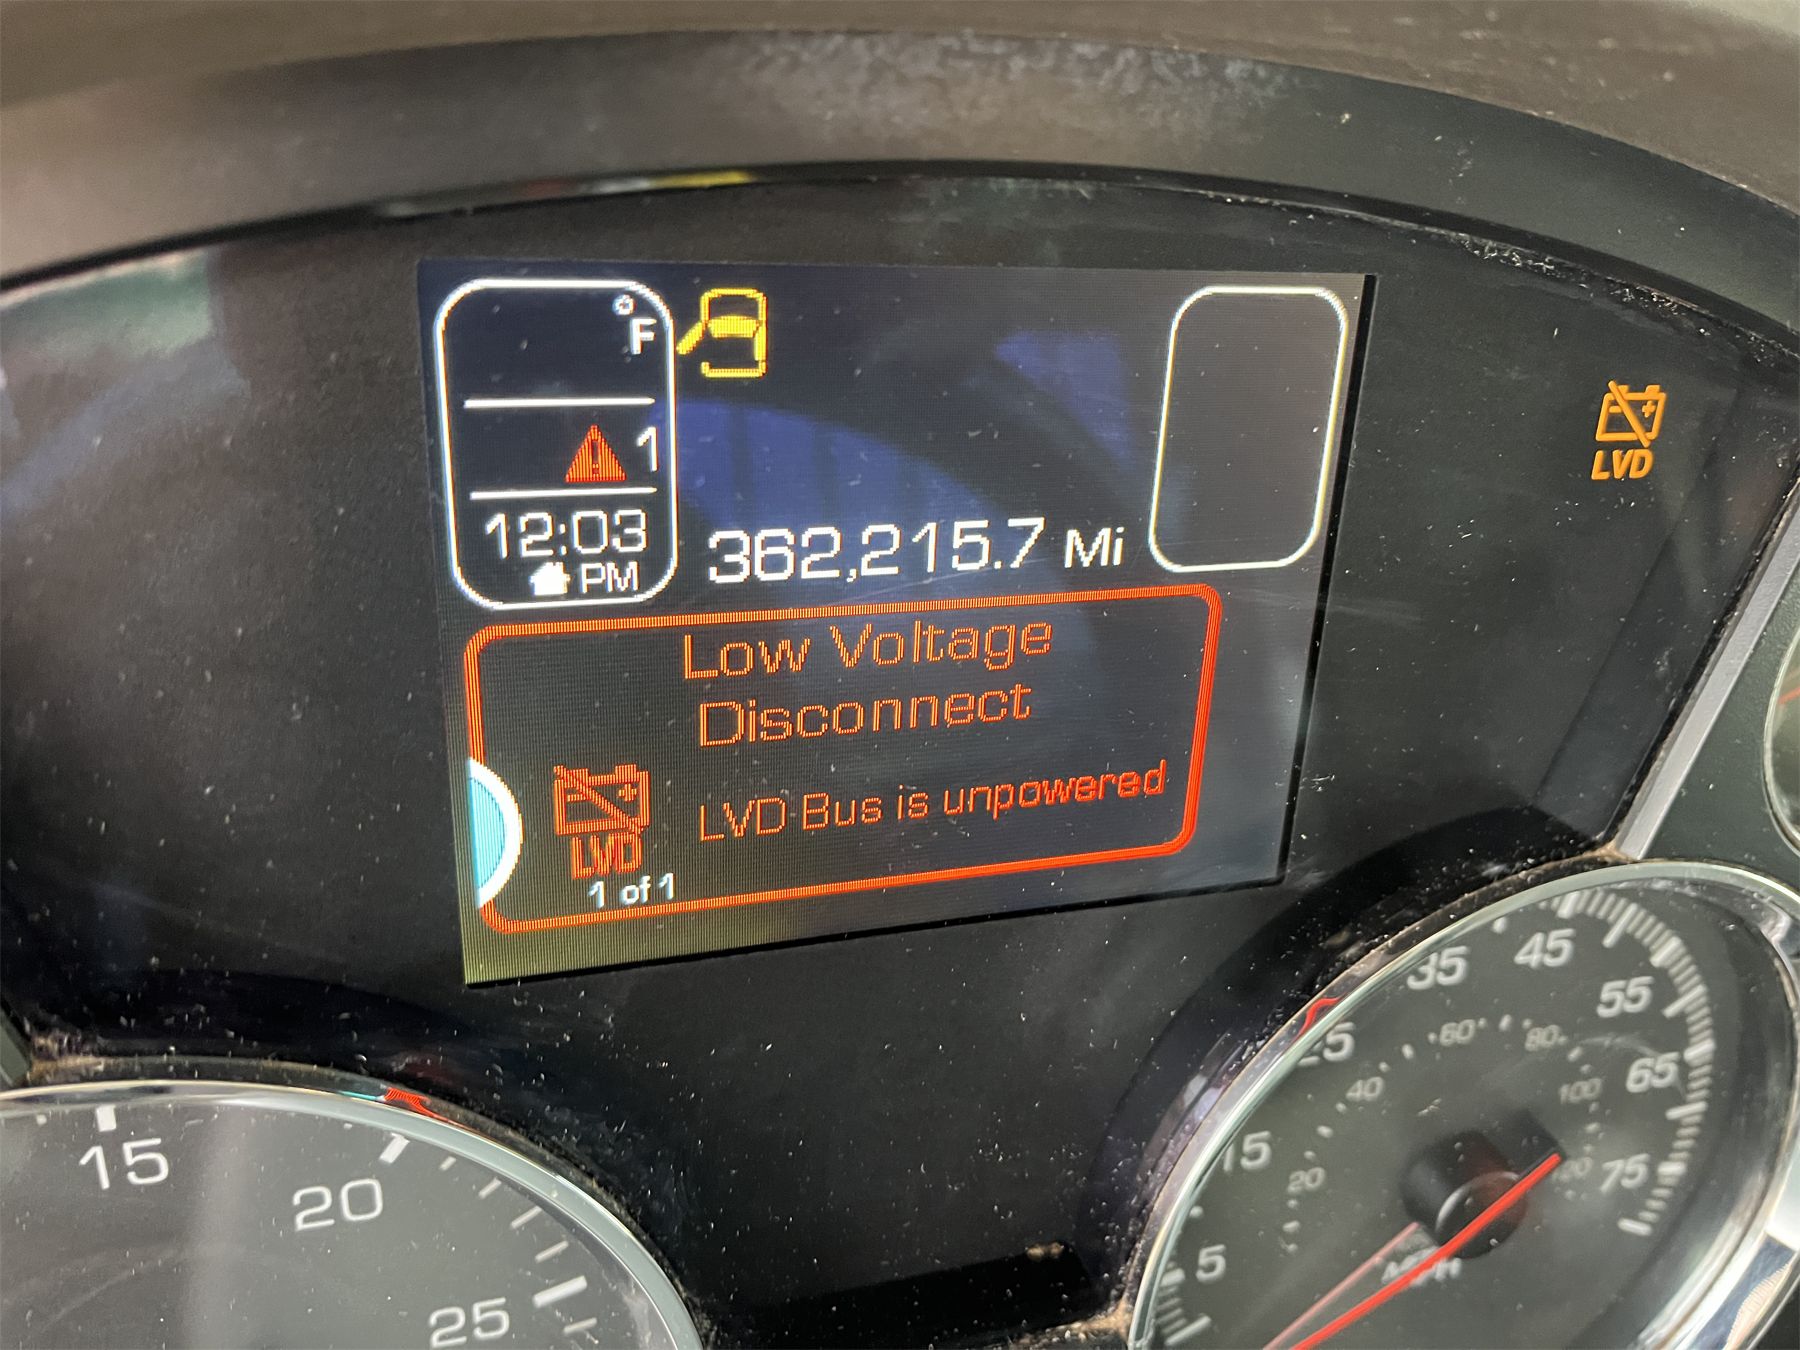 °F
1
12:03
PM
362,215.7 Mi
Low Voltage
Disconnect
LVD Bus is unpowered
LVD
1 of 1
LVD
15
20
25
5
15
25
35
45
55
65
75
20
40
60
80
100
MPH